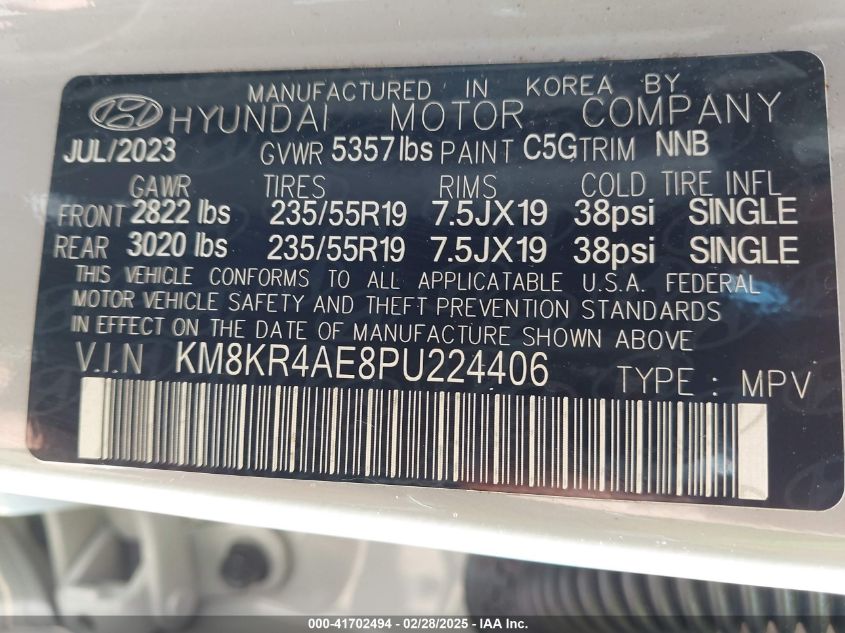 MANUFACTURED IN KOREA BY
HYUNDAI MOTOR COMPANY
JUL/2023 GVWR 5357lbs PAINT C5G TRIM NNB
GAWR TIRES RIMS COLD TIRE INFL
FRONT 2822 lbs 235/55R19 7.5JX19 38psi SINGLE
REAR 3020 lbs 235/55R19 7.5JX19 38psi SINGLE
THIS VEHICLE CONFORMS TO ALL APPLICATABLE U.S.A. FEDERAL
MOTOR VEHICLE SAFETY AND THEFT PREVENTION STANDARDS
IN EFFECT ON THE DATE OF MANUFACTURE SHOWN ABOVE
V.I.N KM8KR4AE8PU224406 TYPE : MPV
000-41702494 - 02/28/2025 - IAA Inc.